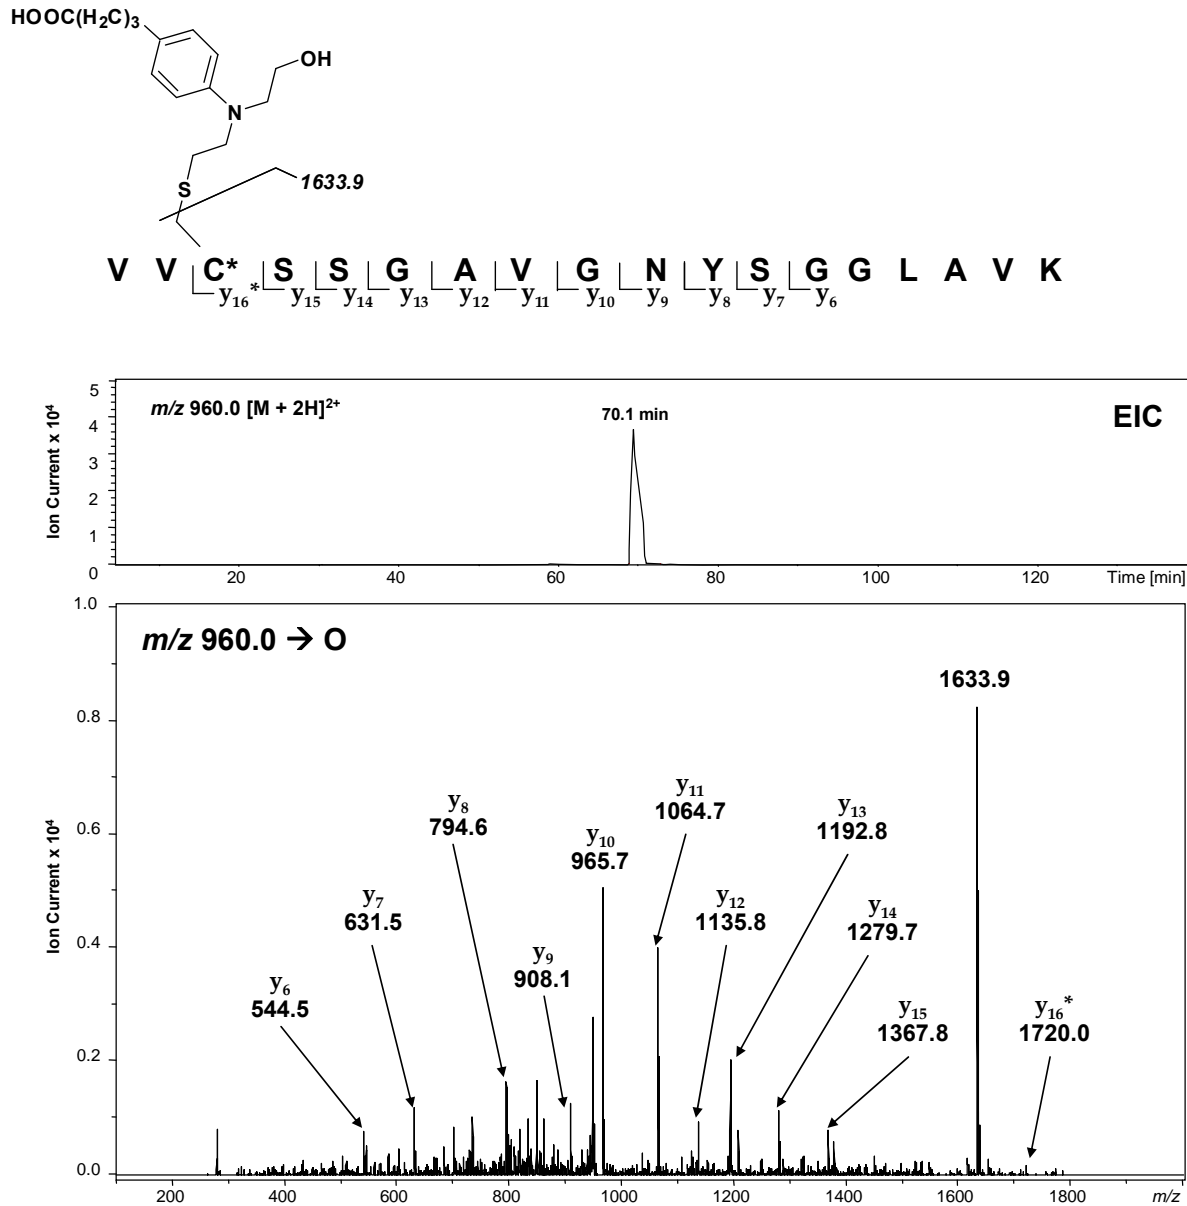 HOOC(H₂C)₃
OH
N
S
1633.9
V V C* S S G A V G N Y S G G L A V K
y₁₆* y₁₅ y₁₄ y₁₃ y₁₂ y₁₁ y₁₀ y₉ y₈ y₇ y₆
m/z 960.0 [M + 2H]²⁺
70.1 min
EIC
Ion Current x 10⁴
5
4
3
2
1
0
20 40 60 80 100 120 Time [min]
m/z 960.0 → O
Ion Current x 10⁴
1.0
0.8
0.6
0.4
0.2
0.0
1633.9
y₁₁
1064.7
y₈
794.6
y₁₃
1192.8
y₁₀
965.7
y₇
631.5
y₁₂
1135.8
y₁₄
1279.7
y₉
908.1
y₆
544.5
y₁₅
1367.8
y₁₆*
1720.0
200 400 600 800 1000 1200 1400 1600 1800 m/z